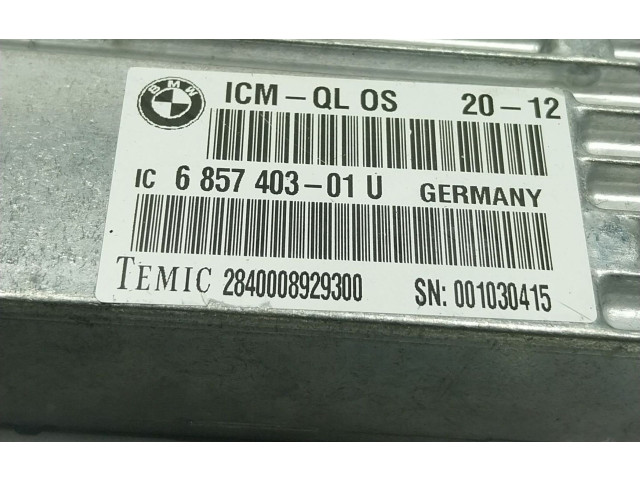 BMW
ICM-QL OS 20-12
IC 6 857 403-01 U GERMANY
TEMIC 2840008929300 SN: 001030415